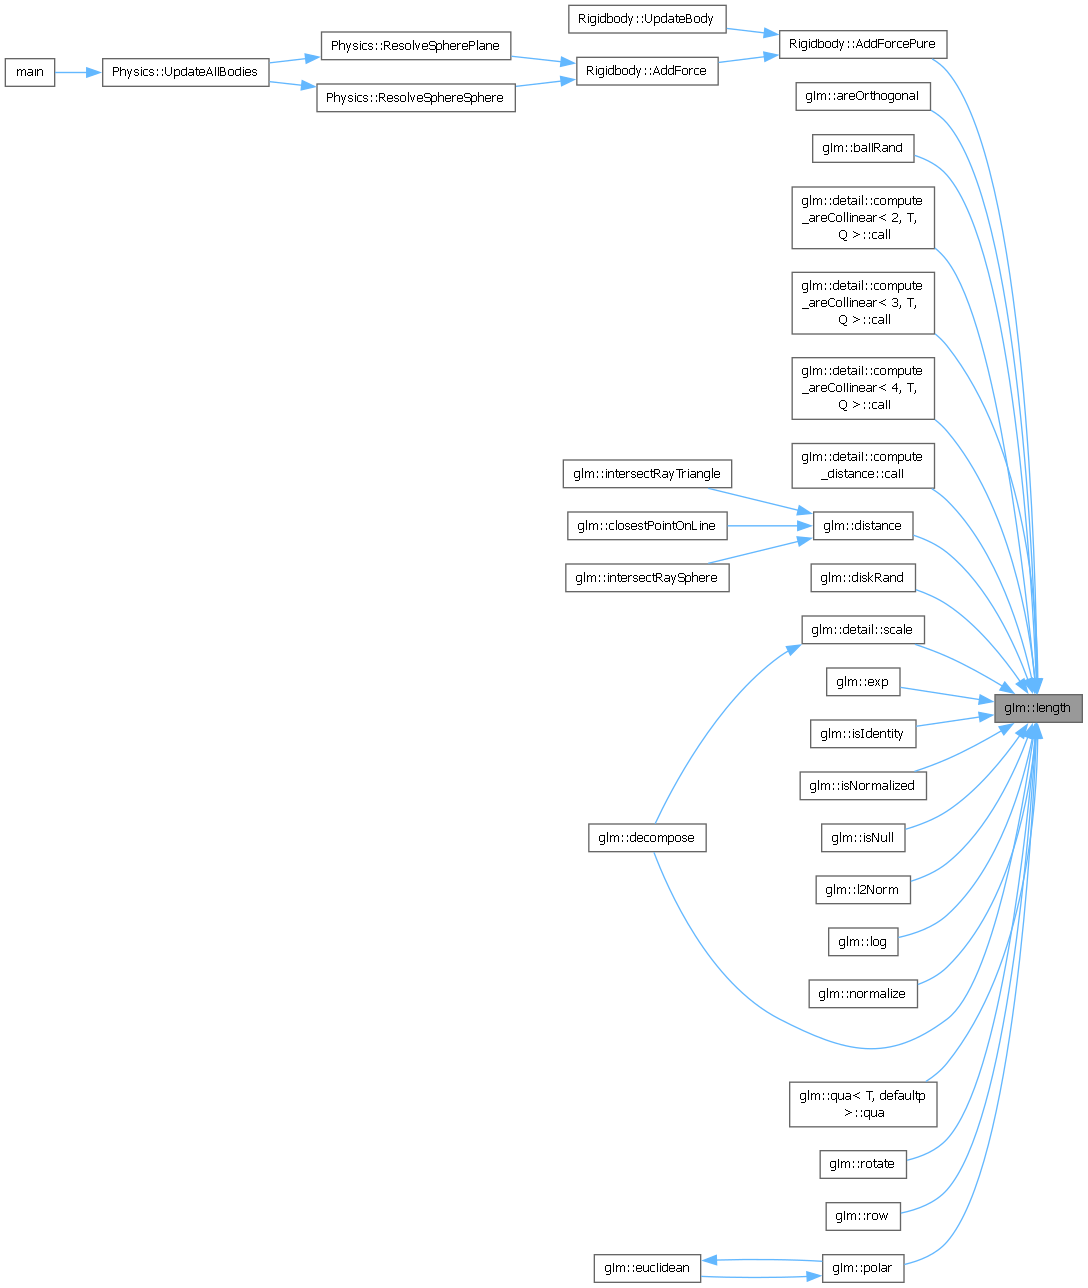 main
Physics::UpdateAllBodies
Physics::ResolveSpherePlane
Physics::ResolveSphereSphere
Rigidbody::UpdateBody
Rigidbody::AddForce
Rigidbody::AddForcePure
glm::areOrthogonal
glm::ballRand
glm::detail::compute
_areCollinear< 2, T,
Q >::call
glm::detail::compute
_areCollinear< 3, T,
Q >::call
glm::detail::compute
_areCollinear< 4, T,
Q >::call
glm::detail::compute
_distance::call
glm::intersectRayTriangle
glm::closestPointOnLine
glm::intersectRaySphere
glm::distance
glm::diskRand
glm::detail::scale
glm::exp
glm::length
glm::isIdentity
glm::isNormalized
glm::decompose
glm::isNull
glm::l2Norm
glm::log
glm::normalize
glm::qua< T, defaultp
>::qua
glm::rotate
glm::row
glm::euclidean
glm::polar